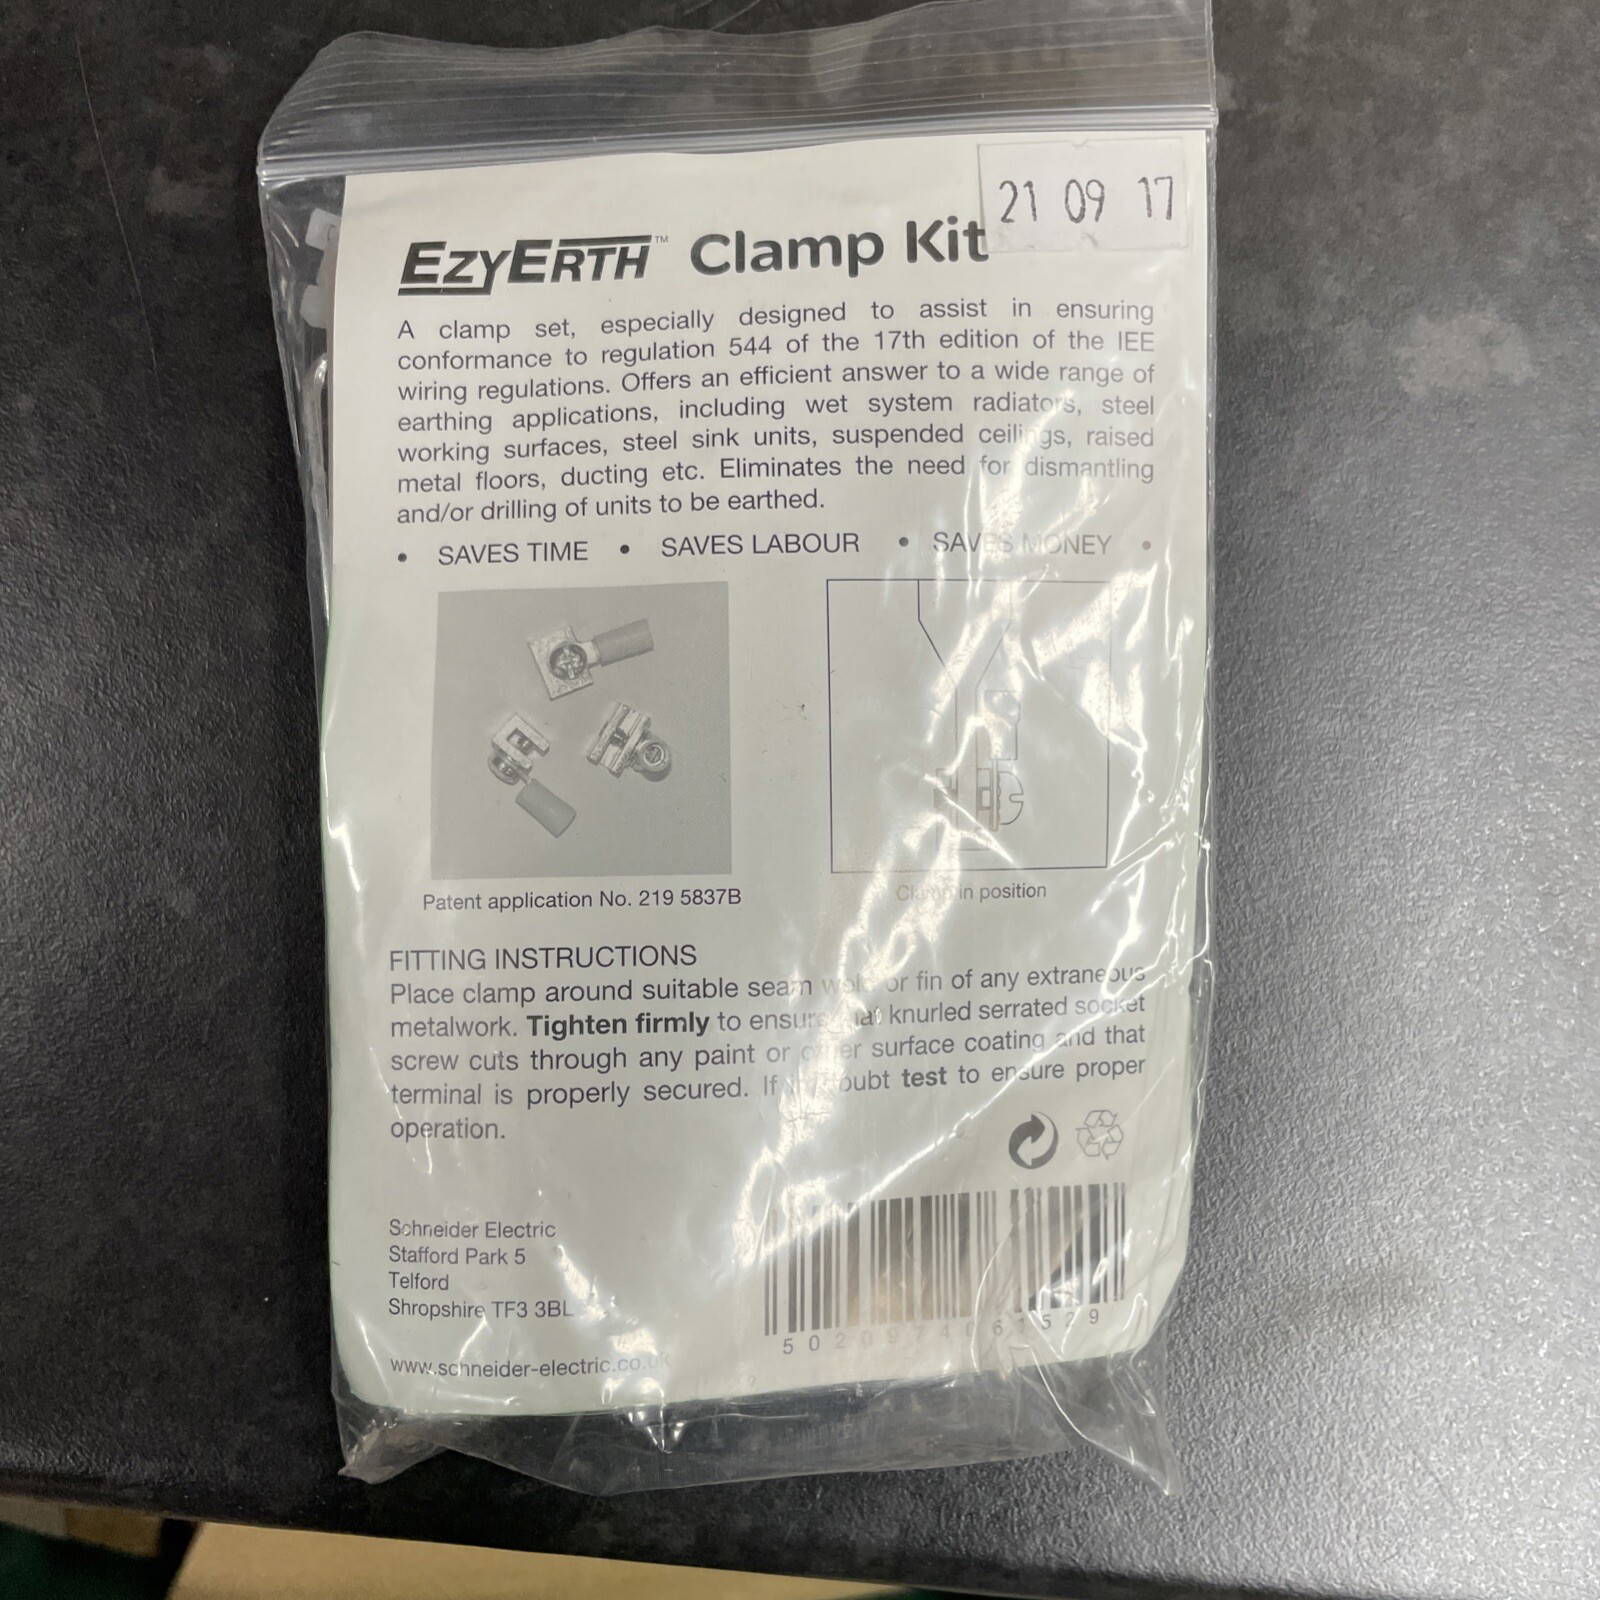 21 09 17
EZYERTH™ Clamp Kit
A clamp set, especially designed to assist in ensuring
conformance to regulation 544 of the 17th edition of the IEE
wiring regulations. Offers an efficient answer to a wide range of
earthing applications, including wet system radiators, steel
working surfaces, steel sink units, suspended ceilings, raised
metal floors, ducting etc. Eliminates the need for dismantling
and/or drilling of units to be earthed.
• SAVES TIME • SAVES LABOUR • SAVES MONEY •
Patent application No. 219 5837B
Clamp in position
FITTING INSTRUCTIONS
Place clamp around suitable seam or fin of any extraneous
metalwork. Tighten firmly to ensure that knurled serrated socket
screw cuts through any paint or other surface coating and that
terminal is properly secured. If doubt test to ensure proper
operation.
Schneider Electric
Stafford Park 5
Telford
Shropshire TF3 3BL
www.schneider-electric.co.uk
5020974061529